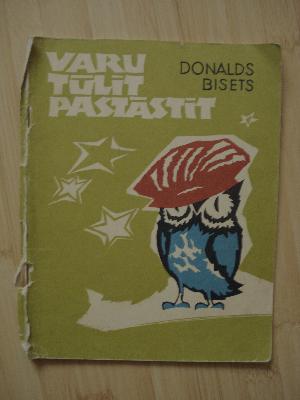 VARU
TŪLĪT
PASTĀSTĪT
DONALDS
BISETS